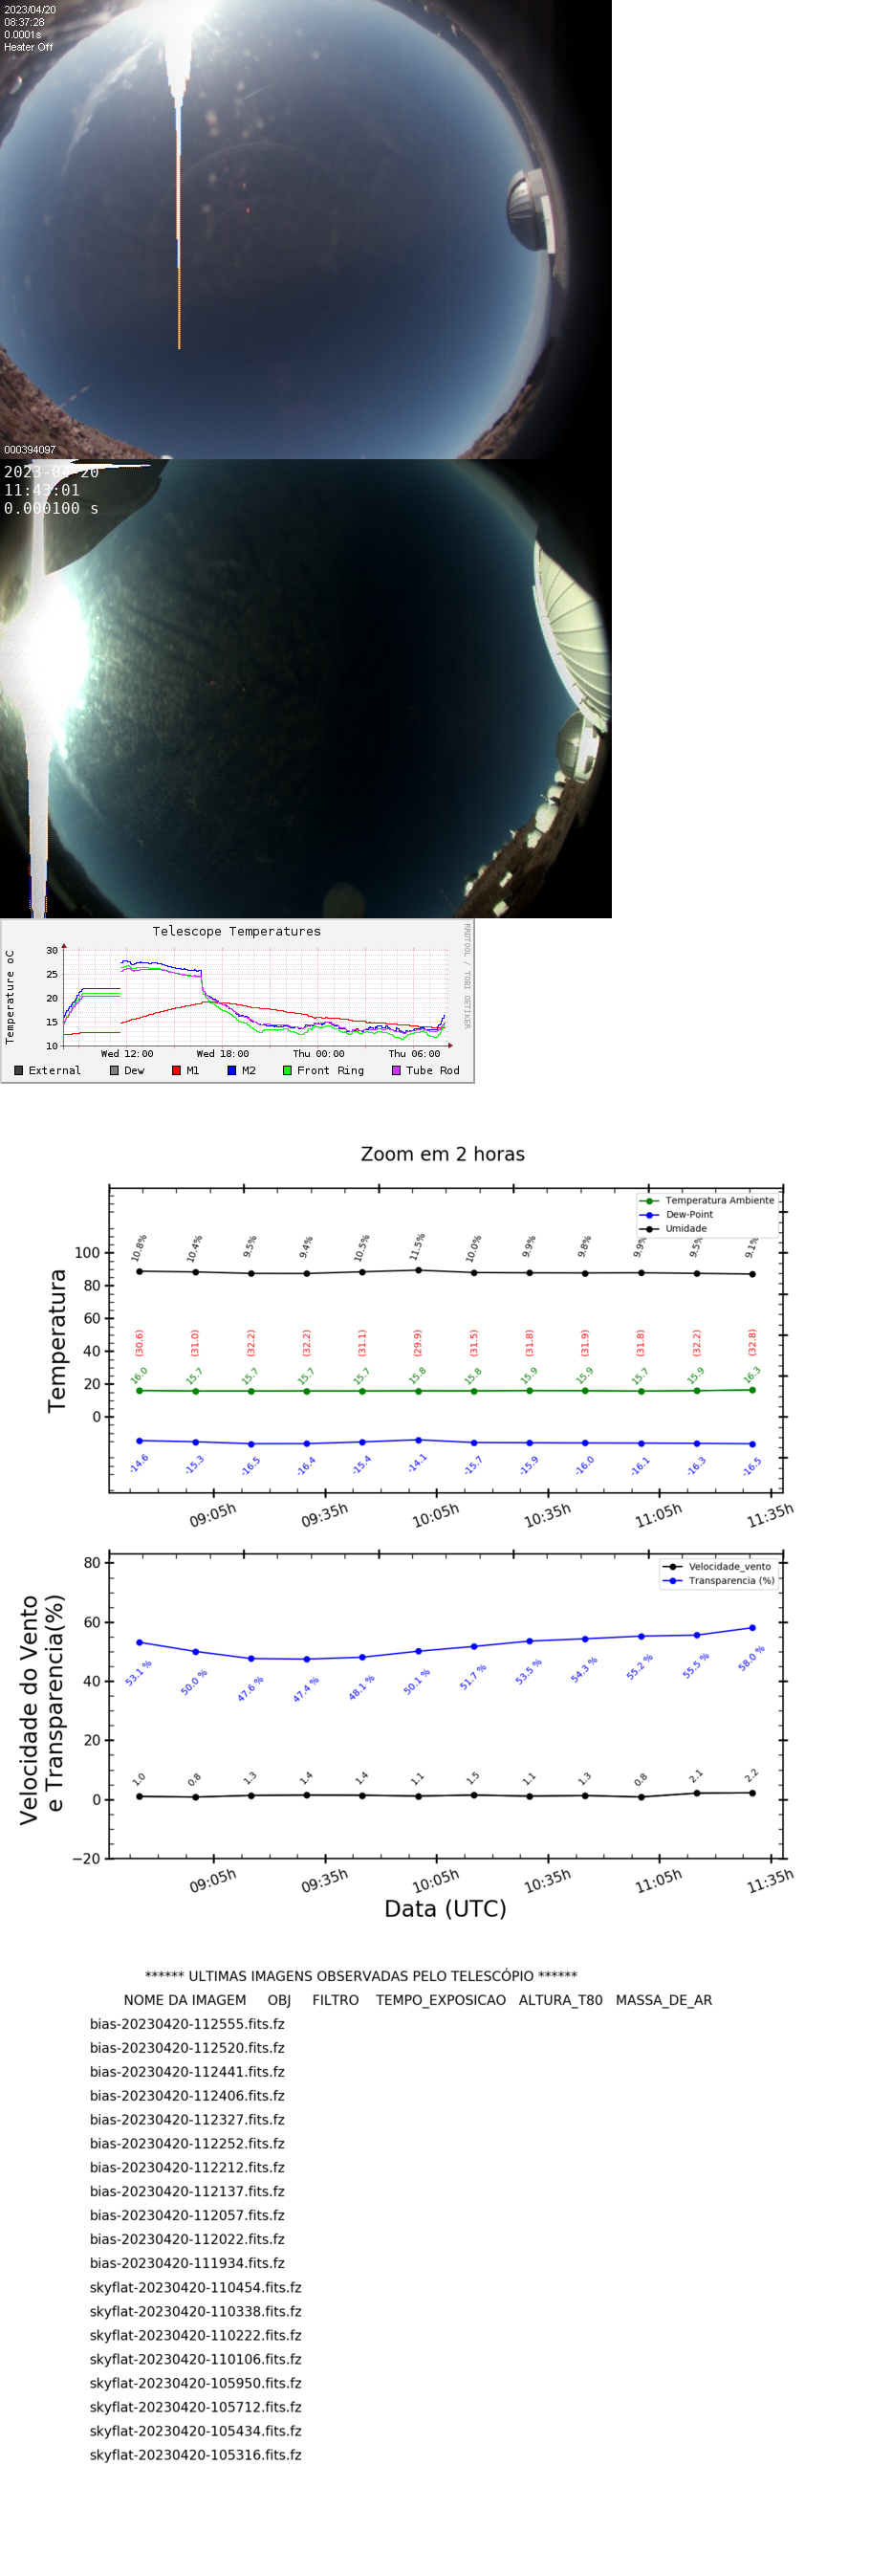 2023/04/20
08:37:28
0.0001s
Heater Off
000394097
2023-04-20
11:43:01
0.000100 s
Telescope Temperatures
RRDTOOL / TOBI OETIKER
Temperature oC
30
25
20
15
10
Wed 12:00 Wed 18:00 Thu 00:00 Thu 06:00
External Dew M1 M2 Front Ring Tube Rod
Zoom em 2 horas
Temperatura Ambiente
Dew-Point
Umidade
Temperatura
100
80
60
40
20
0
10.8% 10.4% 9.5% 9.4% 10.5% 11.5% 10.0% 9.9% 9.8% 9.9% 9.5% 9.1%
(30.6) (31.0) (32.2) (32.2) (31.1) (29.9) (31.5) (31.8) (31.9) (31.8) (32.2) (32.8)
16.0 15.7 15.7 15.7 15.7 15.8 15.8 15.9 15.9 15.7 15.9 16.3
-14.6 -15.3 -16.5 -16.4 -15.4 -14.1 -15.7 -15.9 -16.0 -16.1 -16.3 -16.5
09:05h 09:35h 10:05h 10:35h 11:05h 11:35h
Velocidade_vento
Transparencia (%)
Velocidade do Vento
e Transparencia(%)
80
60
40
20
0
−20
53.1 % 50.0 % 47.6 % 47.4 % 48.1 % 50.1 % 51.7 % 53.5 % 54.3 % 55.2 % 55.5 % 58.0 %
1.0 0.8 1.3 1.4 1.4 1.1 1.5 1.1 1.3 0.8 2.1 2.2
09:05h 09:35h 10:05h 10:35h 11:05h 11:35h
Data (UTC)
****** ULTIMAS IMAGENS OBSERVADAS PELO TELESCÓPIO ******
NOME DA IMAGEM OBJ FILTRO TEMPO_EXPOSICAO ALTURA_T80 MASSA_DE_AR
bias-20230420-112555.fits.fz
bias-20230420-112520.fits.fz
bias-20230420-112441.fits.fz
bias-20230420-112406.fits.fz
bias-20230420-112327.fits.fz
bias-20230420-112252.fits.fz
bias-20230420-112212.fits.fz
bias-20230420-112137.fits.fz
bias-20230420-112057.fits.fz
bias-20230420-112022.fits.fz
bias-20230420-111934.fits.fz
skyflat-20230420-110454.fits.fz
skyflat-20230420-110338.fits.fz
skyflat-20230420-110222.fits.fz
skyflat-20230420-110106.fits.fz
skyflat-20230420-105950.fits.fz
skyflat-20230420-105712.fits.fz
skyflat-20230420-105434.fits.fz
skyflat-20230420-105316.fits.fz